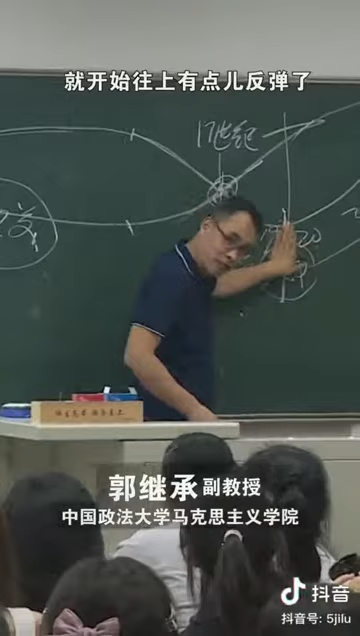 就开始往上有点儿反弹了
17世纪
郭继承 副教授
中国政法大学马克思主义学院
抖音
抖音号: 5jilu